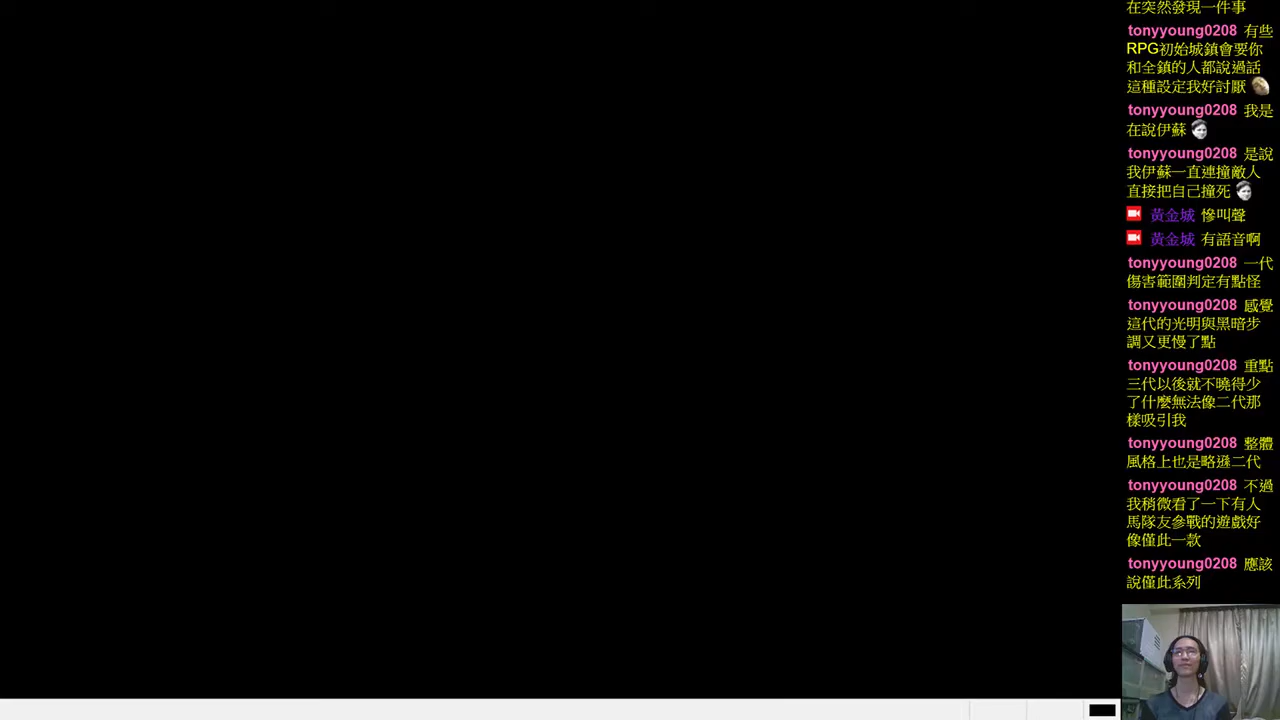 在突然發現一件事
tonyyoung0208 有些
RPG初始城鎮會要你
和全鎮的人都說過話
這種設定我好討厭
tonyyoung0208 我是
在說伊蘇
tonyyoung0208 是說
我伊蘇一直連撞敵人
直接把自己撞死
黃金城 慘叫聲
黃金城 有語音啊
tonyyoung0208 一代
傷害範圍判定有點怪
tonyyoung0208 感覺
這代的光明與黑暗步
調又更慢了點
tonyyoung0208 重點
三代以後就不曉得少
了什麼無法像二代那
樣吸引我
tonyyoung0208 整體
風格上也是略遜二代
tonyyoung0208 不過
我稍微看了一下有人
馬隊友參戰的遊戲好
像僅此一款
tonyyoung0208 應該
說僅此系列